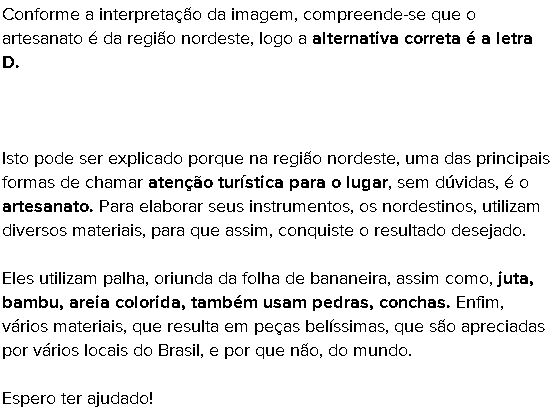 Conforme a interpretação da imagem, compreende-se que o
artesanato é da região nordeste, logo a alternativa correta é a letra
D.
Isto pode ser explicado porque na região nordeste, uma das principais
formas de chamar atenção turística para o lugar, sem dúvidas, é o
artesanato. Para elaborar seus instrumentos, os nordestinos, utilizam
diversos materiais, para que assim, conquiste o resultado desejado.
Eles utilizam palha, oriunda da folha de bananeira, assim como, juta,
bambu, areia colorida, também usam pedras, conchas. Enfim,
vários materiais, que resulta em peças belíssimas, que são apreciadas
por vários locais do Brasil, e por que não, do mundo.
Espero ter ajudado!